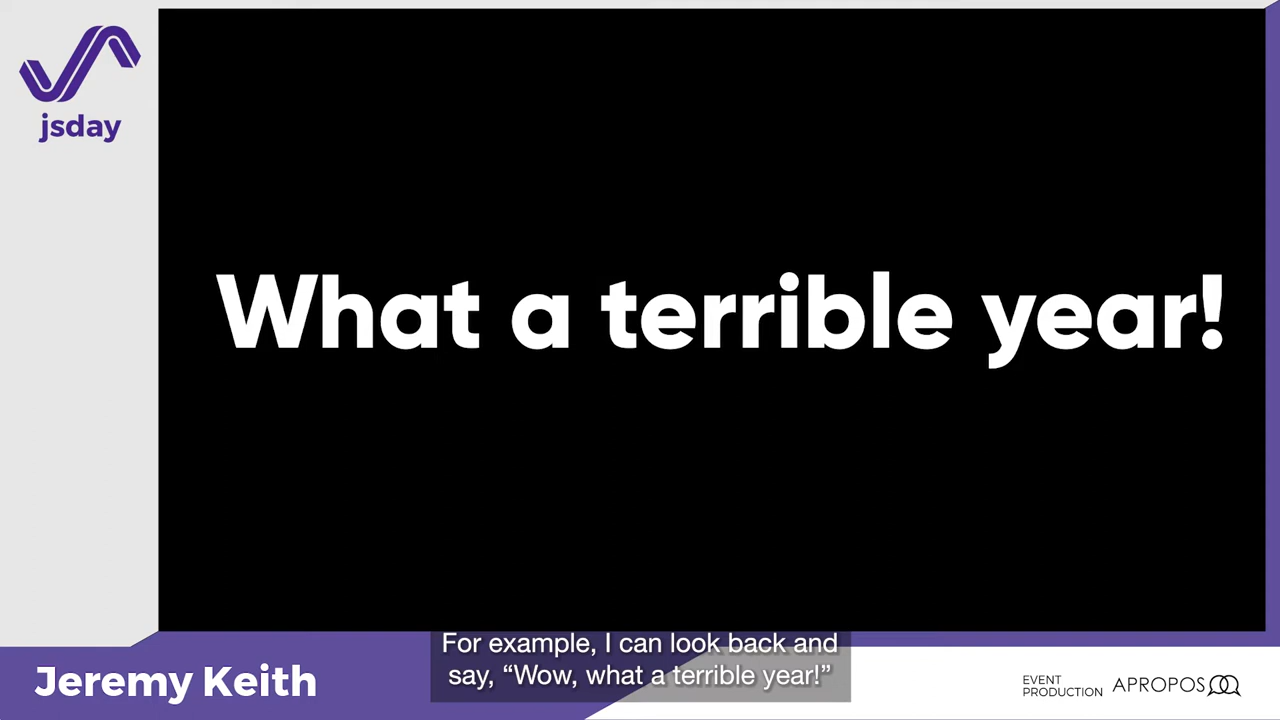 jsday
What a terrible year!
For example, I can look back and
say, “Wow, what a terrible year!”
Jeremy Keith
EVENT
PRODUCTION
APROPOS